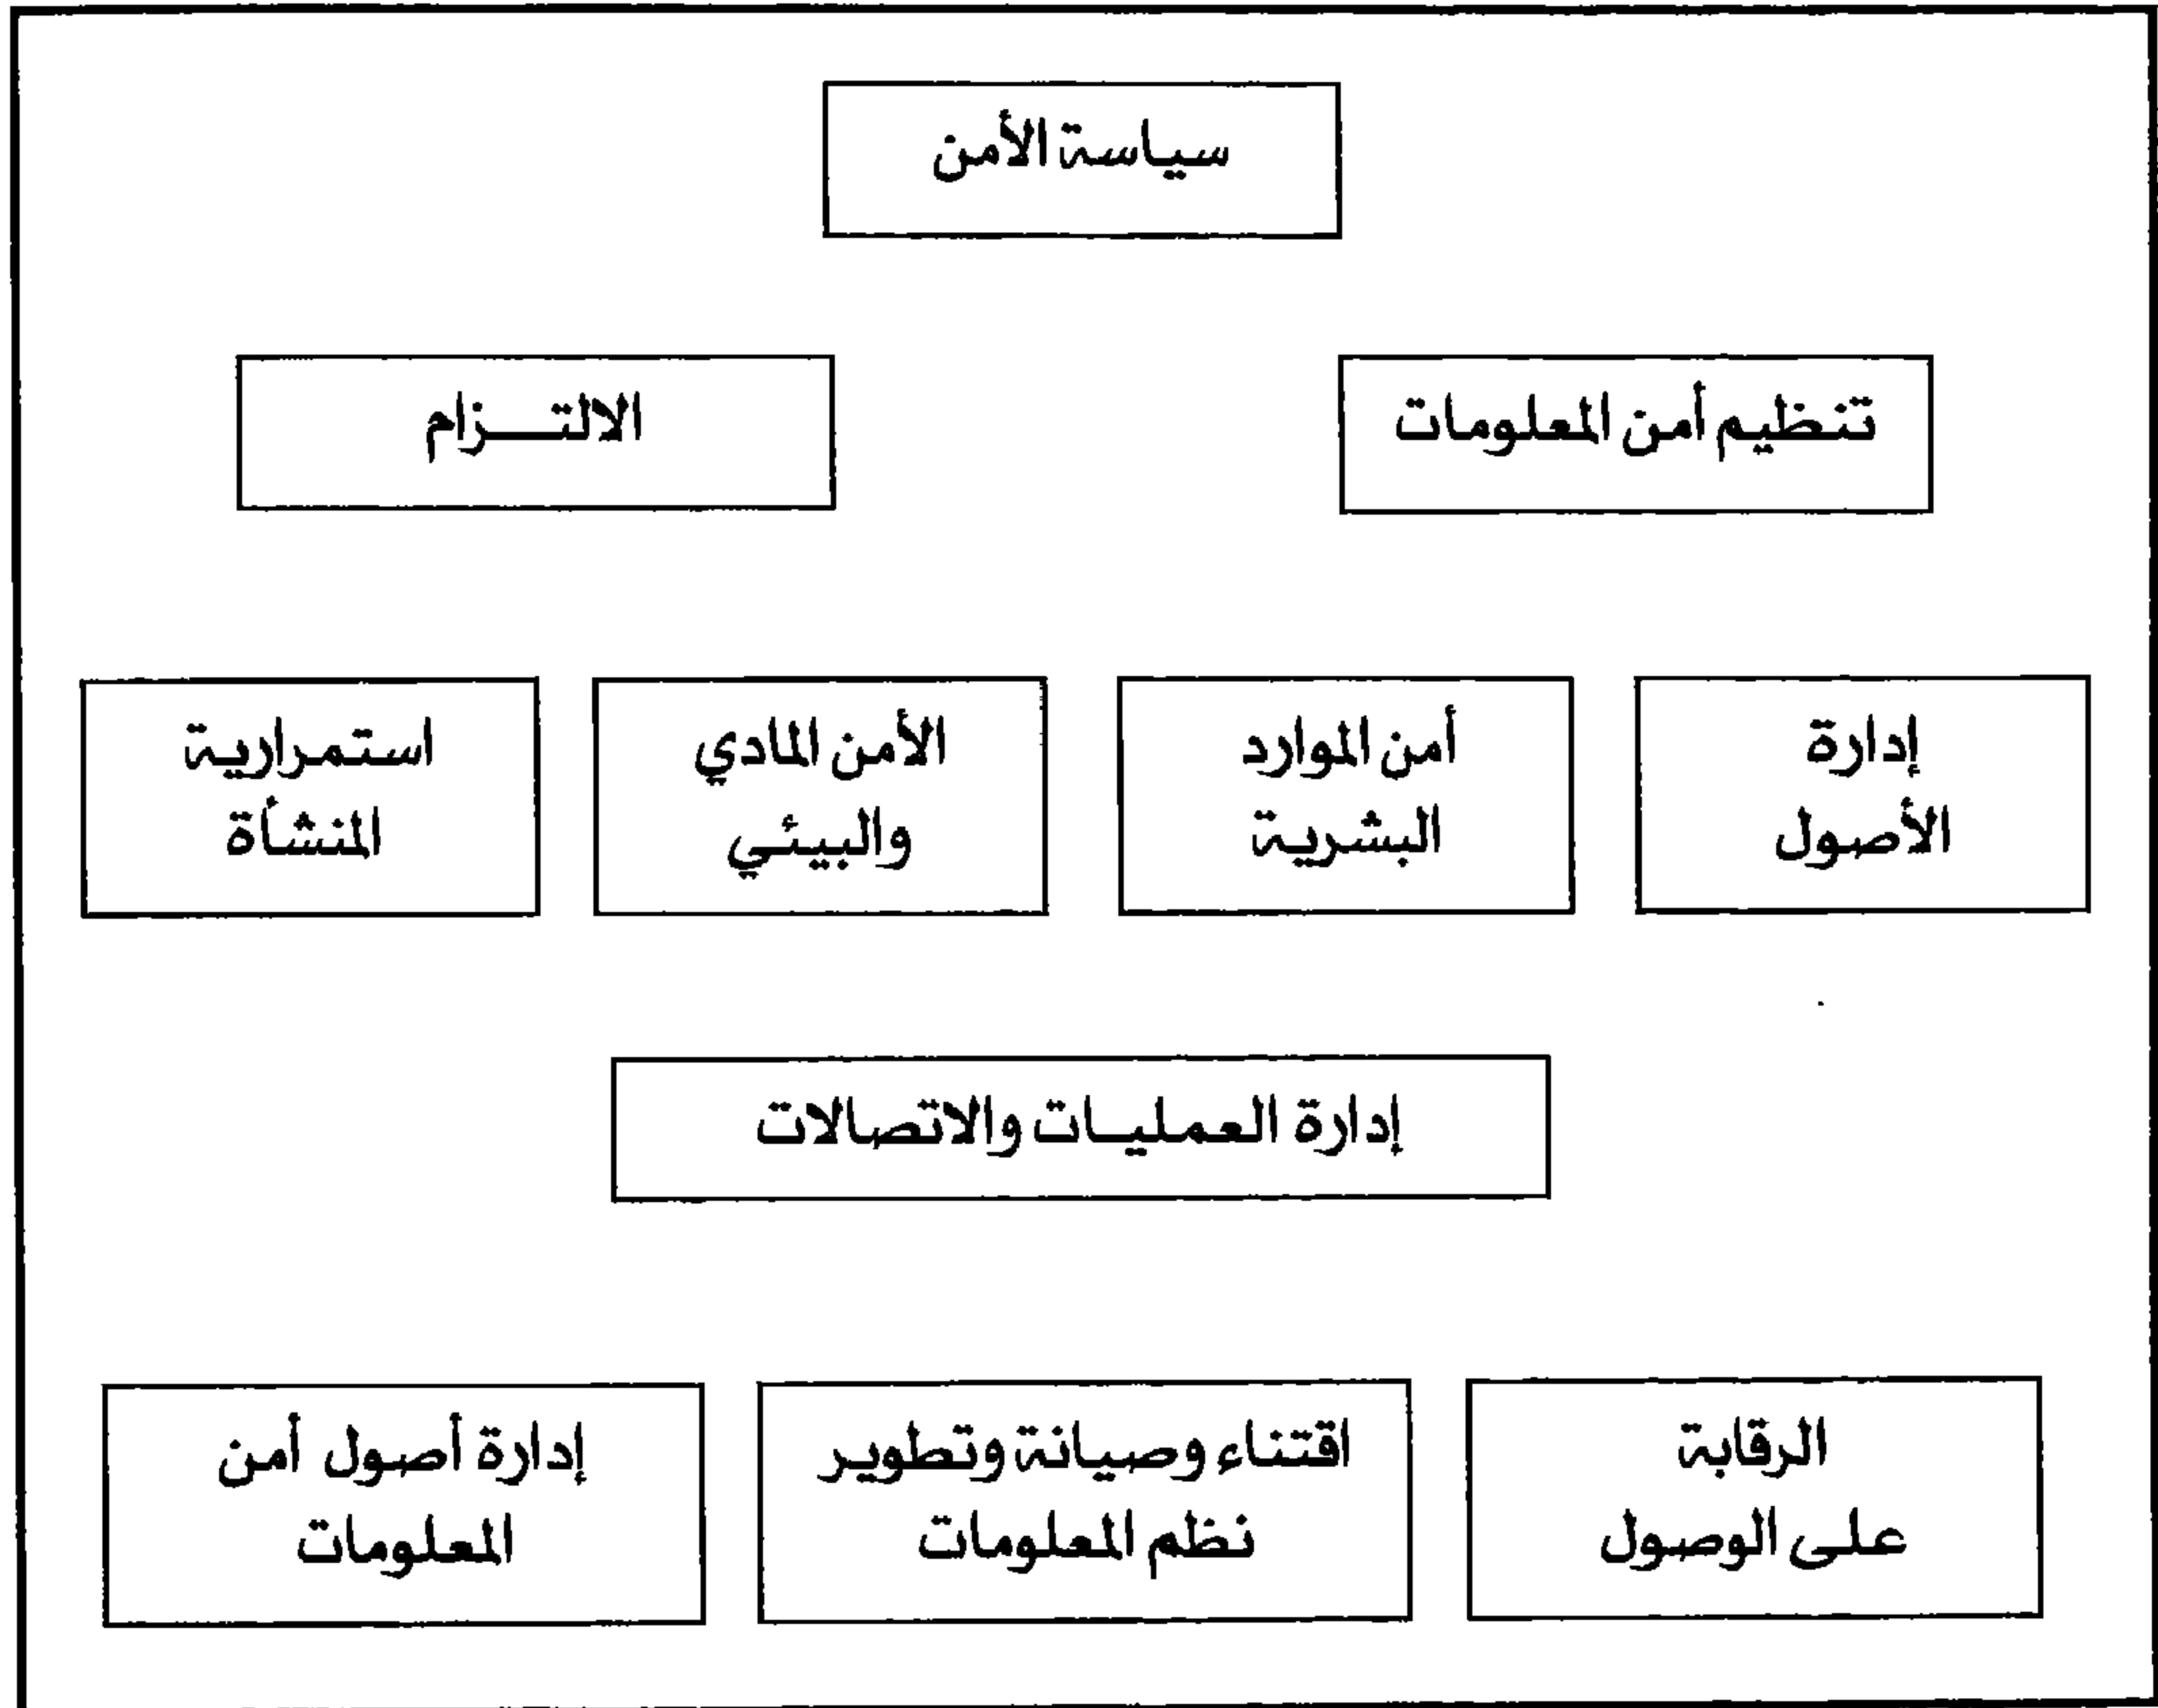 سياسة الأمن
تنظيم أمن المعلومات
الالتـــزام
إدارة
الأصول
أمن الموارد
البشرية
الأمن المادي
والبيئي
استمرارية
المنشأة
إدارة العمليـات والاتصالات
الرقابة
على الوصول
اقتناء وصيانة وتطوير
نظم المعلومات
إدارة أصول أمن
المعلومات